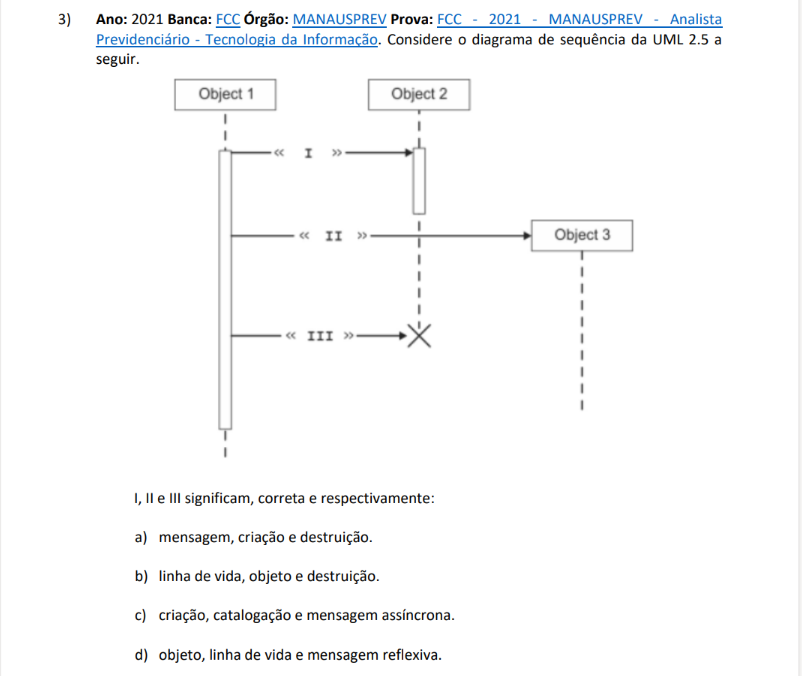 3) Ano: 2021 Banca: FCC Órgão: MANAUSPREV Prova: FCC - 2021 - MANAUSPREV - Analista
Previdenciário - Tecnologia da Informação. Considere o diagrama de sequência da UML 2.5 a
seguir.
Object 1 Object 2
« I »
« II » Object 3
« III »
I, II e III significam, correta e respectivamente:
a) mensagem, criação e destruição.
b) linha de vida, objeto e destruição.
c) criação, catalogação e mensagem assíncrona.
d) objeto, linha de vida e mensagem reflexiva.